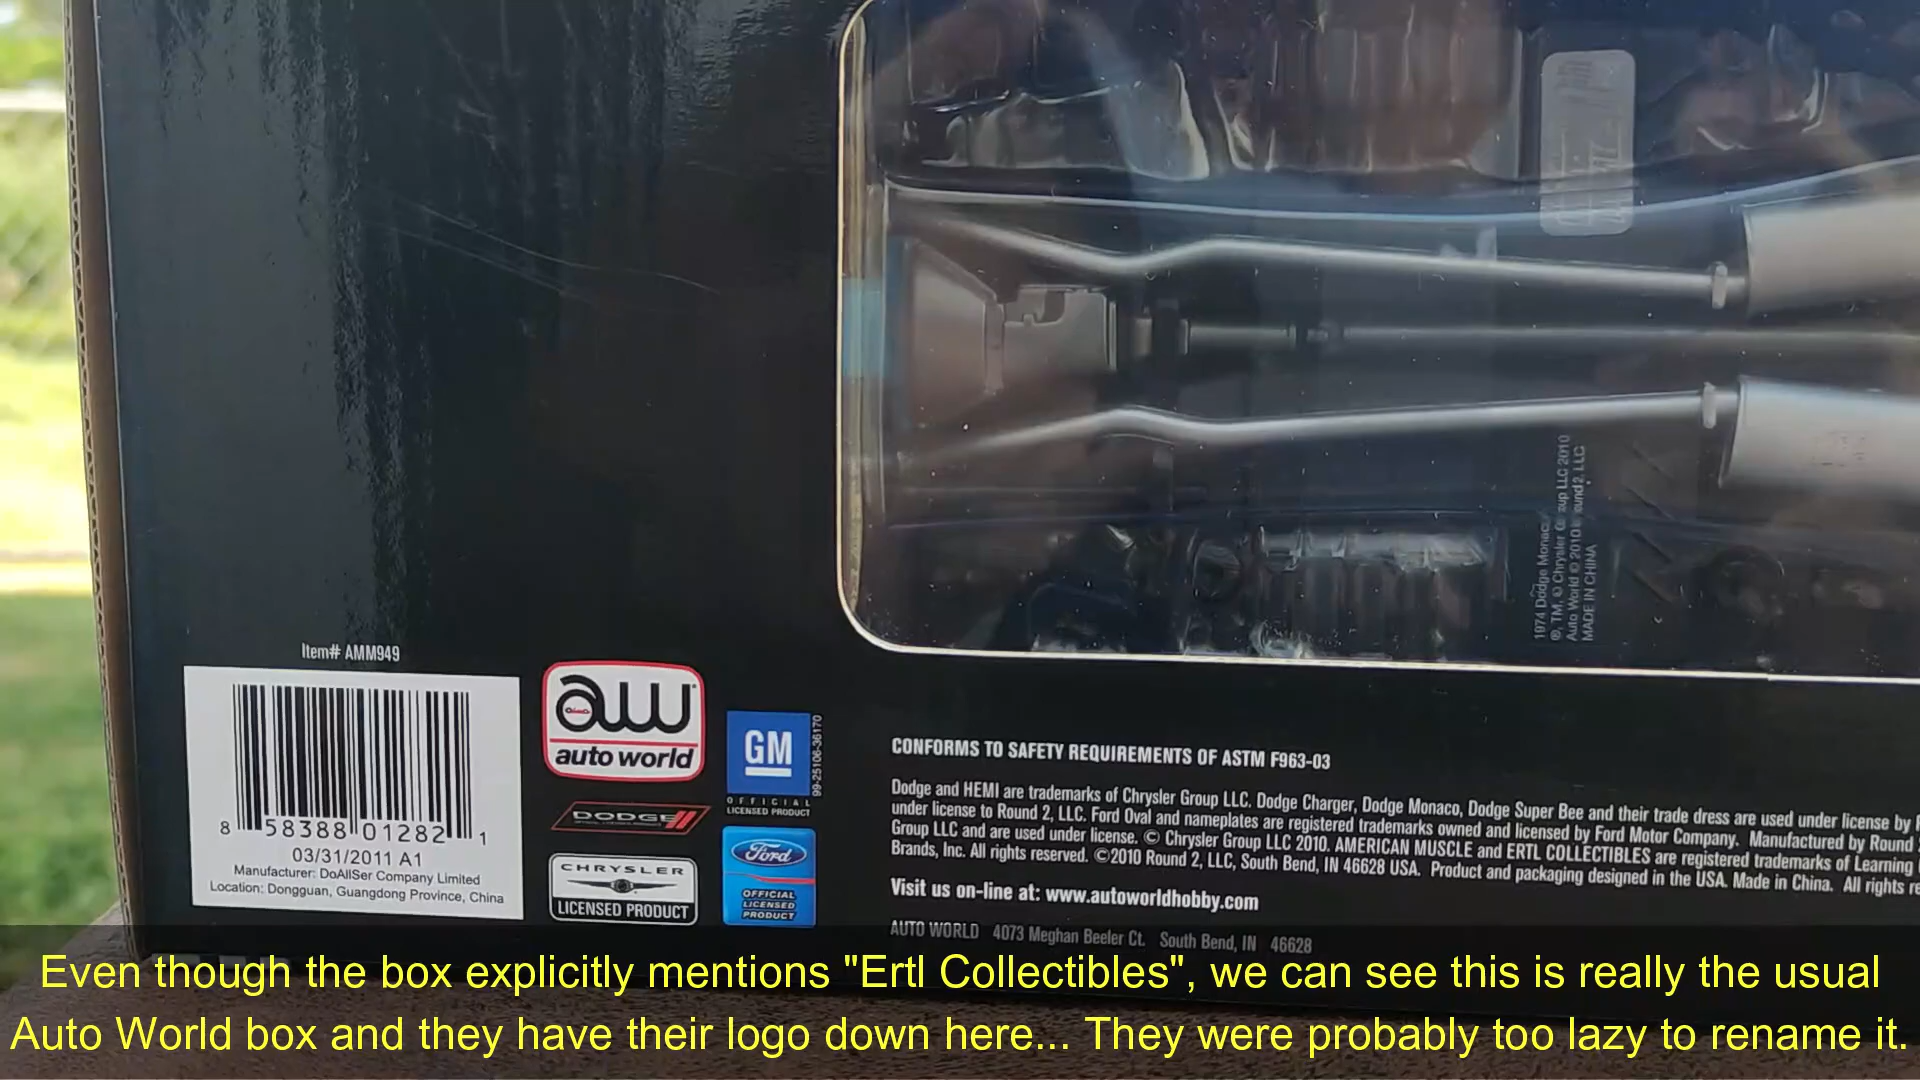 1974 Dodge Monaco
®, TM, © Chrysler Group LLC 2010
Auto World © 2010 Round 2, LLC
MADE IN CHINA
Item# AMM949
8 58388 01282 1
03/31/2011 A1
Manufacturer: DoAllSer Company Limited
Location: Dongguan, Guangdong Province, China
aw
auto world
GM
OFFICIAL
LICENSED PRODUCT
99-25106-36170
DODGE
CHRYSLER
LICENSED PRODUCT
Ford
OFFICIAL
LICENSED
PRODUCT
CONFORMS TO SAFETY REQUIREMENTS OF ASTM F963-03
Dodge and HEMI are trademarks of Chrysler Group LLC. Dodge Charger, Dodge Monaco, Dodge Super Bee and their trade dress are used under license by
under license to Round 2, LLC. Ford Oval and nameplates are registered trademarks owned and licensed by Ford Motor Company. Manufactured by Round
Group LLC and are used under license. © Chrysler Group LLC 2010. AMERICAN MUSCLE and ERTL COLLECTIBLES are registered trademarks of Learning
Brands, Inc. All rights reserved. ©2010 Round 2, LLC, South Bend, IN 46628 USA. Product and packaging designed in the USA. Made in China. All rights
Visit us on-line at: www.autoworldhobby.com
AUTO WORLD 4073 Meghan Beeler Ct. South Bend, IN 46628
Even though the box explicitly mentions "Ertl Collectibles", we can see this is really the usual
Auto World box and they have their logo down here... They were probably too lazy to rename it.